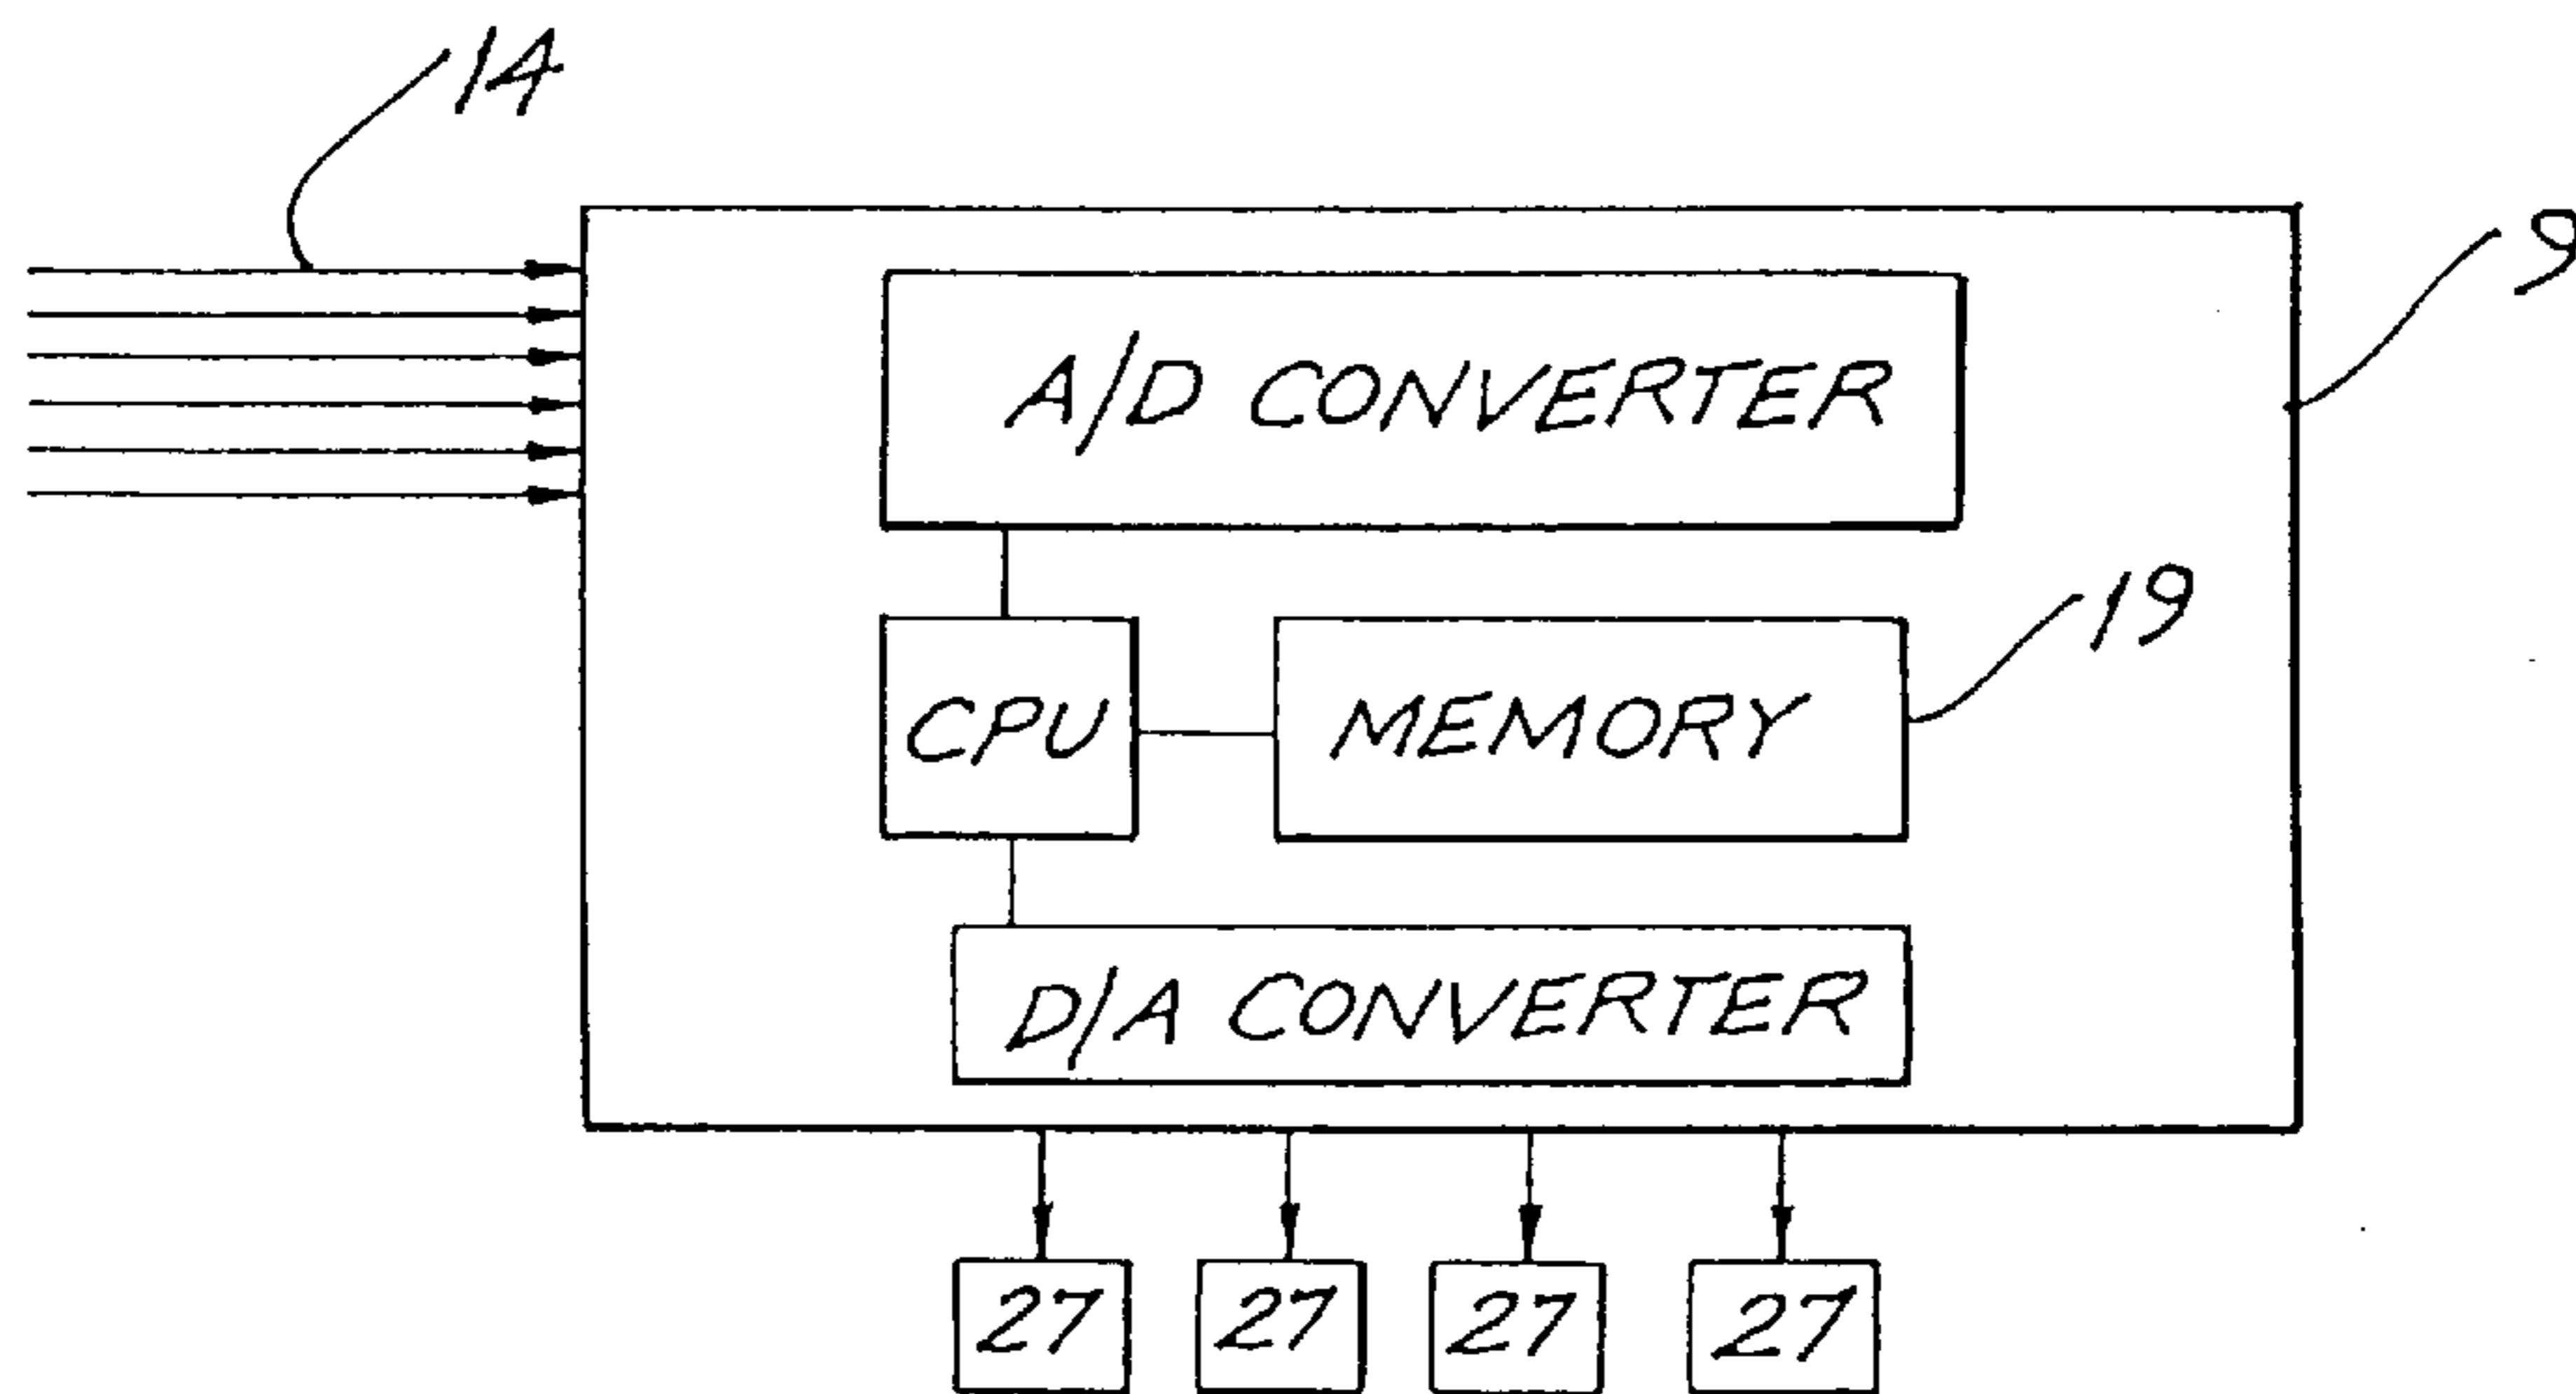 14
9
A/D CONVERTER
19
CPU
MEMORY
D/A CONVERTER
27 27 27 27